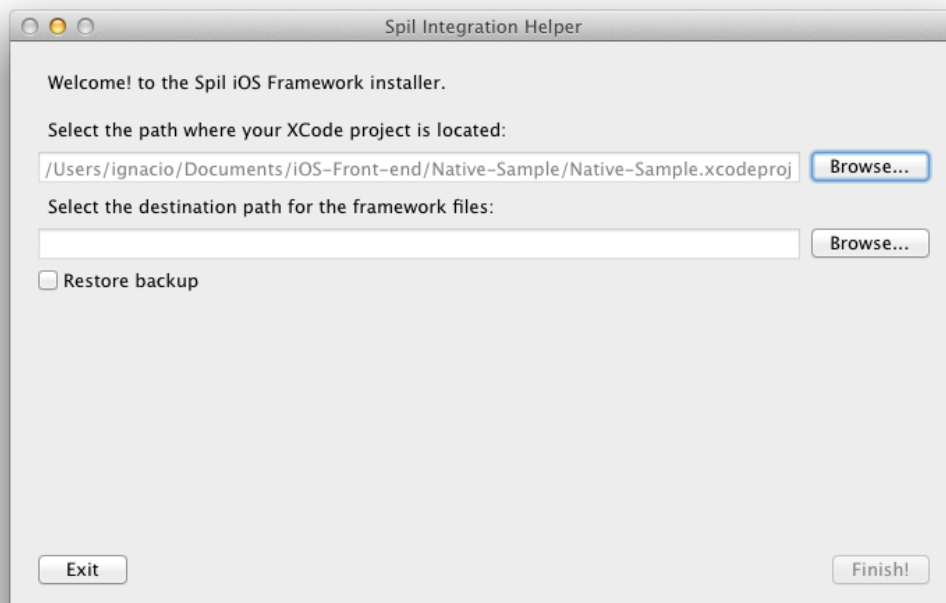 Spil Integration Helper
Welcome! to the Spil iOS Framework installer.
Select the path where your XCode project is located:
/Users/ignacio/Documents/iOS-Front-end/Native-Sample/Native-Sample.xcodeproj
Browse...
Select the destination path for the framework files:
Browse...
Restore backup
Exit
Finish!